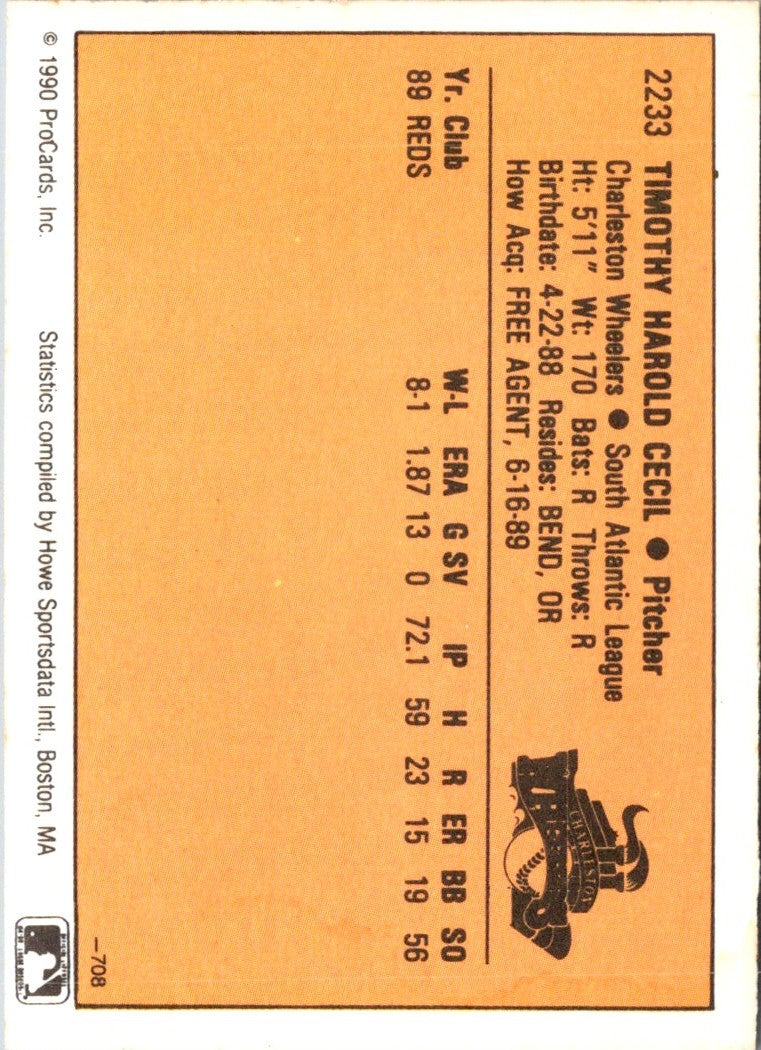 2233 TIMOTHY HAROLD CECIL ● Pitcher
Charleston Wheelers ● South Atlantic League
Ht: 5'11" Wt: 170 Bats: R Throws: R
Birthdate: 4-22-88 Resides: BEND, OR
How Acq: FREE AGENT, 6-16-89
CHARLESTON
Yr. Club W-L ERA G SV IP H R ER BB SO
89 REDS 8-1 1.87 13 0 72.1 59 23 15 19 56
—708
© 1990 ProCards, Inc. Statistics compiled by Howe Sportsdata Intl., Boston, MA